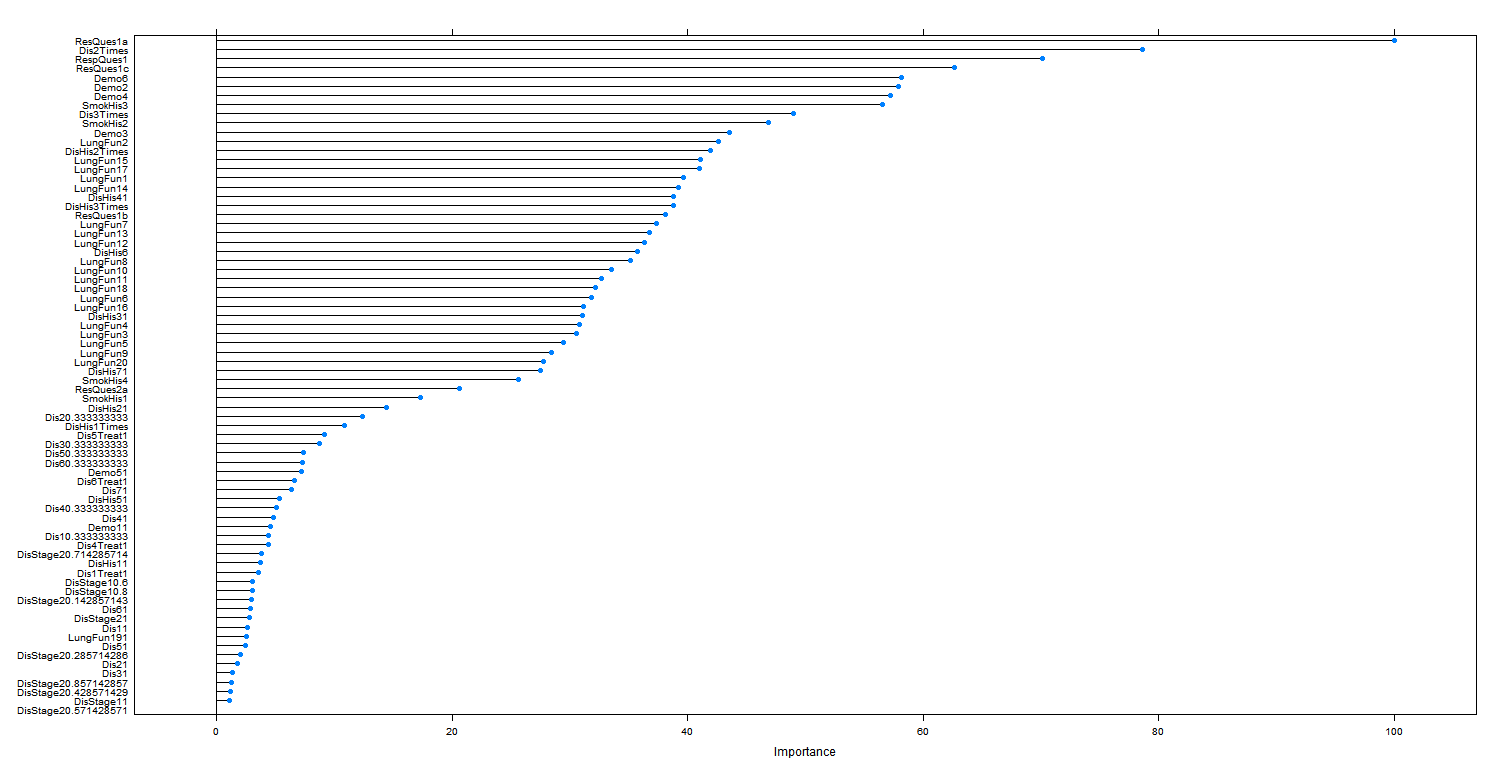 ResQues1a
Dis2Times
RespQues1
ResQues1c
Demo6
Demo2
Demo4
SmokHis3
Dis3Times
SmokHis2
Demo3
LungFun2
DisHis2Times
LungFun15
LungFun17
LungFun1
LungFun14
DisHis41
DisHis3Times
ResQues1b
LungFun7
LungFun13
LungFun12
DisHis6
LungFun8
LungFun10
LungFun11
LungFun18
LungFun6
LungFun16
DisHis31
LungFun4
LungFun3
LungFun5
LungFun9
LungFun20
DisHis71
SmokHis4
ResQues2a
SmokHis1
DisHis21
Dis20.333333333
DisHis1Times
Dis5Treat1
Dis30.333333333
Dis50.333333333
Dis60.333333333
Demo51
Dis6Treat1
Dis71
DisHis51
Dis40.333333333
Dis41
Demo11
Dis10.333333333
Dis4Treat1
DisStage20.714285714
DisHis11
Dis1Treat1
DisStage10.6
DisStage10.8
DisStage20.142857143
Dis61
DisStage21
Dis11
LungFun191
Dis51
DisStage20.285714286
Dis21
Dis31
DisStage20.857142857
DisStage20.428571429
DisStage11
DisStage20.571428571
0 20 40 60 80 100
Importance